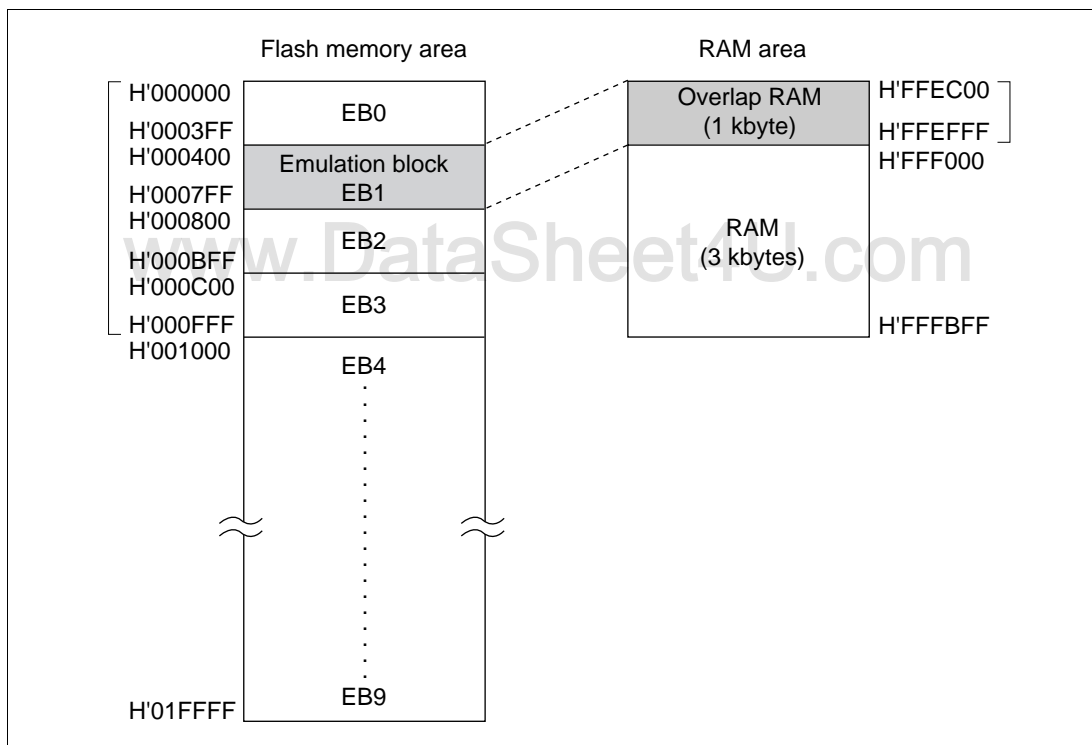 Flash memory area
RAM area
H'000000
EB0
H'0003FF
H'000400
Emulation block
EB1
H'0007FF
H'000800
EB2
H'000BFF
H'000C00
EB3
H'000FFF
H'001000
EB4
EB9
H'01FFFF
Overlap RAM
(1 kbyte)
H'FFEC00
H'FFEFFF
H'FFF000
RAM
(3 kbytes)
H'FFFBFF
www.DataSheet4U.com